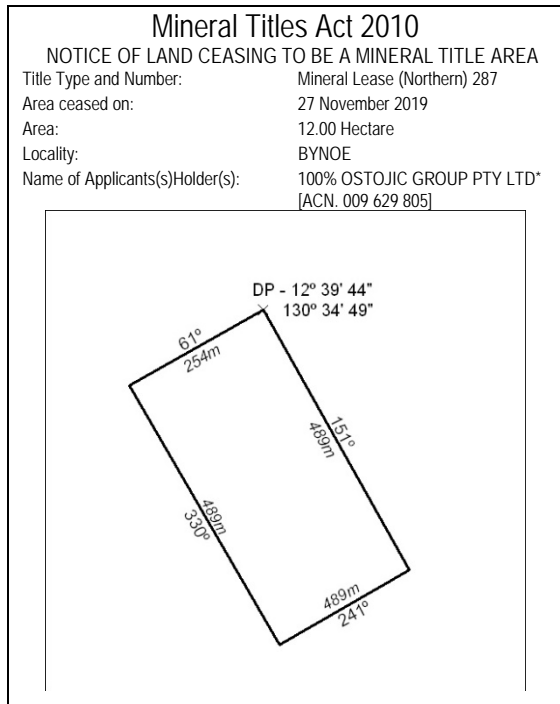 Mineral Titles Act 2010
NOTICE OF LAND CEASING TO BE A MINERAL TITLE AREA
Title Type and Number: Mineral Lease (Northern) 287
Area ceased on: 27 November 2019
Area: 12.00 Hectare
Locality: BYNOE
Name of Applicants(s)Holder(s): 100% OSTOJIC GROUP PTY LTD*
[ACN. 009 629 805]
DP - 12º 39' 44"
130º 34' 49"
61º
254m
151º
489m
489m
330º
489m
241º